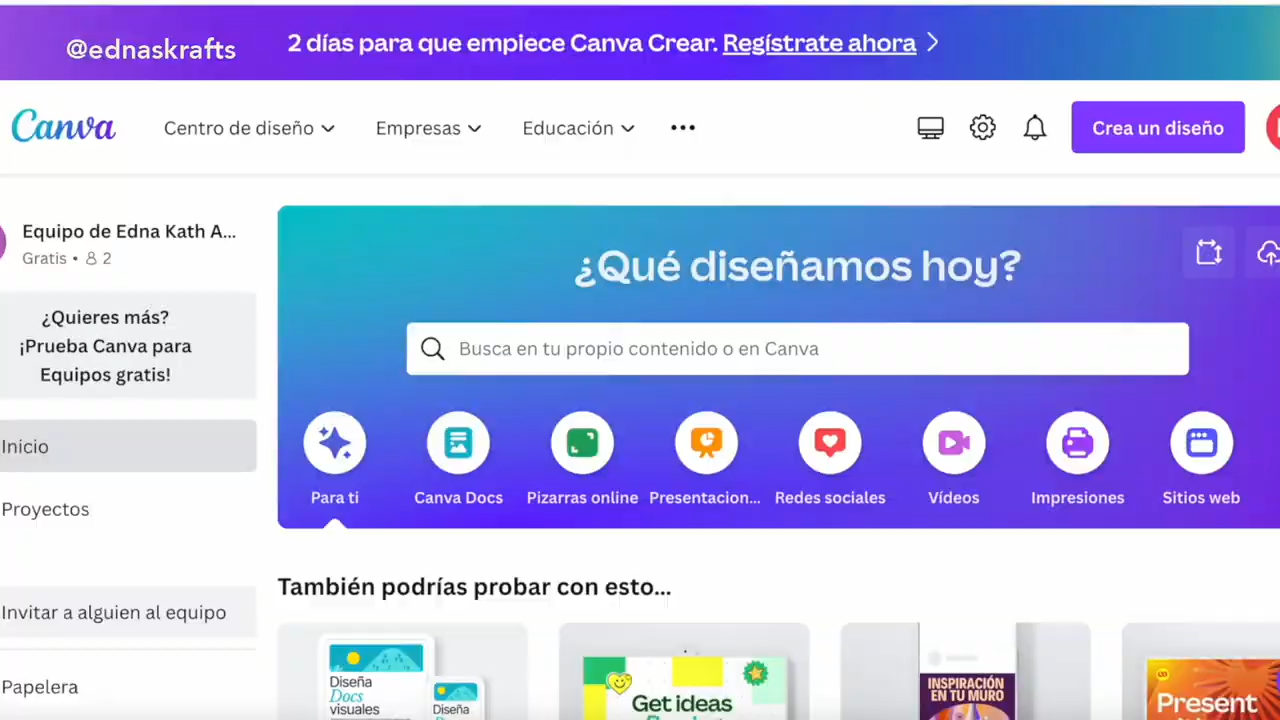 @ednaskrafts
2 días para que empiece Canva Crear. Regístrate ahora
Canva
Centro de diseño
Empresas
Educación
Crea un diseño
Equipo de Edna Kath A...
Gratis • 2
¿Quieres más?
¡Prueba Canva para
Equipos gratis!
Inicio
Proyectos
Invitar a alguien al equipo
Papelera
¿Qué diseñamos hoy?
Busca en tu propio contenido o en Canva
Para ti
Canva Docs
Pizarras online
Presentacion...
Redes sociales
Vídeos
Impresiones
Sitios web
También podrías probar con esto...
Diseña
Docs
visuales
Diseña
Get ideas
INSPIRACIÓN
EN TU MURO
Present